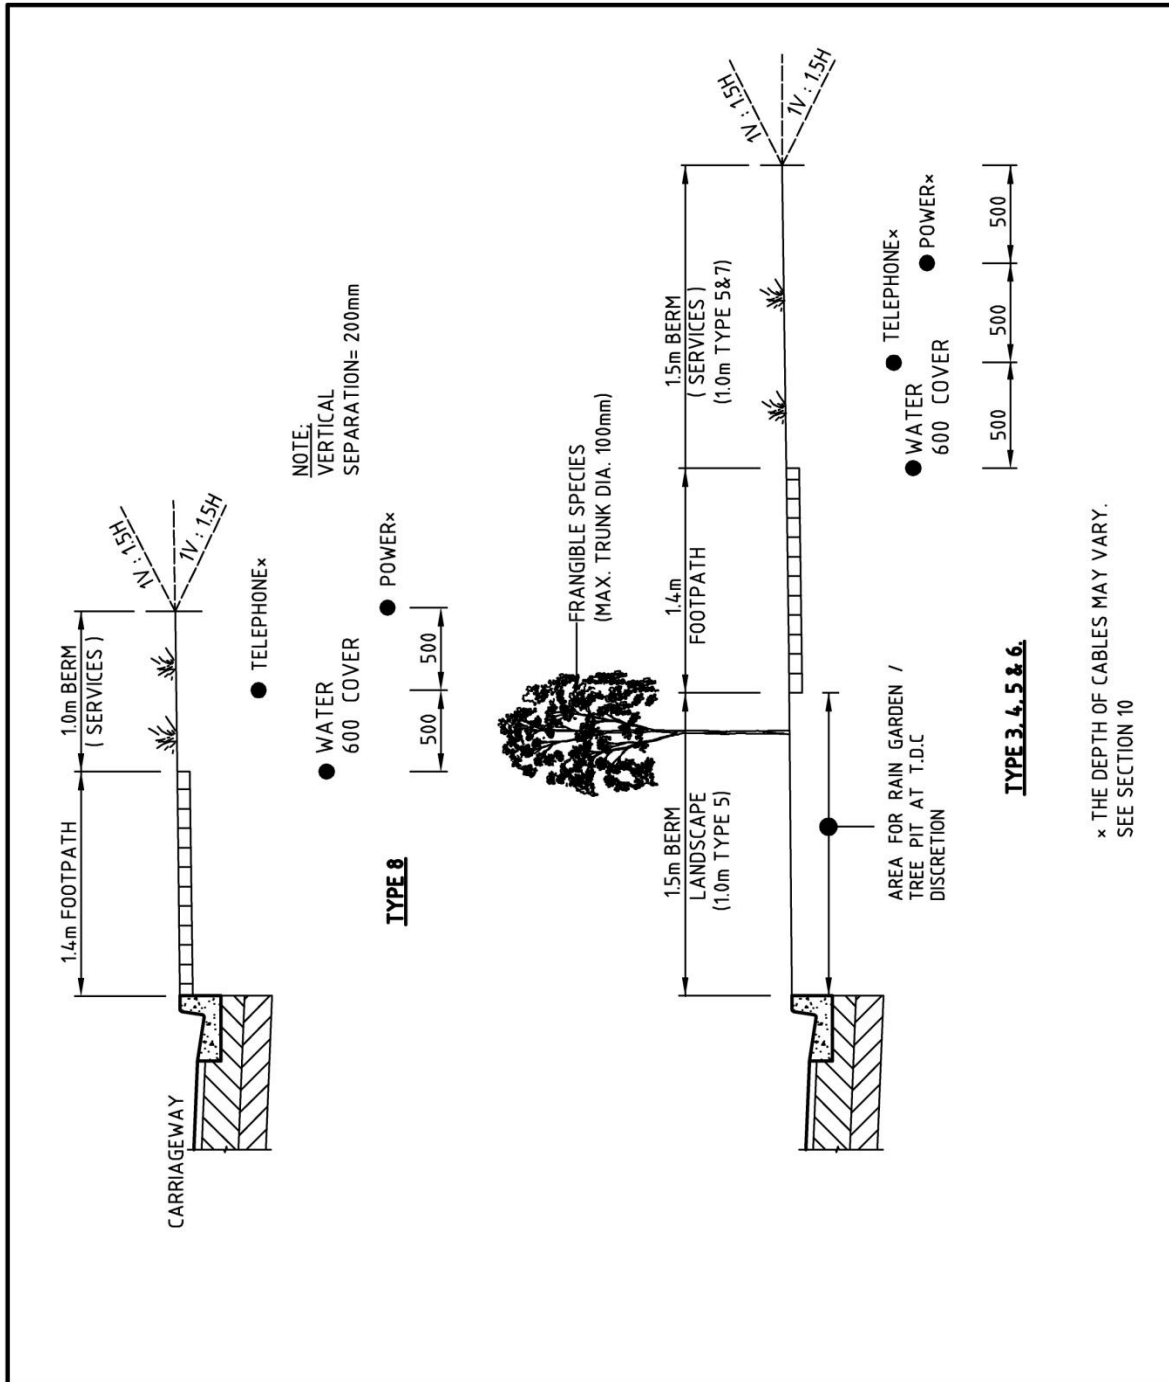 CARRIAGEWAY
1.4m FOOTPATH
1.0m BERM
( SERVICES )
1V : 1.5H
1V : 1.5H
TELEPHONE×
WATER
600 COVER
POWER×
500
500
NOTE:
VERTICAL
SEPARATION= 200mm
TYPE 8
FRANGIBLE SPECIES
(MAX. TRUNK DIA. 100mm)
1.5m BERM
LANDSCAPE
(1.0m TYPE 5)
1.4m
FOOTPATH
1.5m BERM
( SERVICES )
(1.0m TYPE 5&7)
1V : 1.5H
1V : 1.5H
AREA FOR RAIN GARDEN /
TREE PIT AT T.D.C
DISCRETION
TELEPHONE×
WATER
600 COVER
POWER×
500
500
500
TYPE 3, 4, 5 & 6.
× THE DEPTH OF CABLES MAY VARY.
SEE SECTION 10